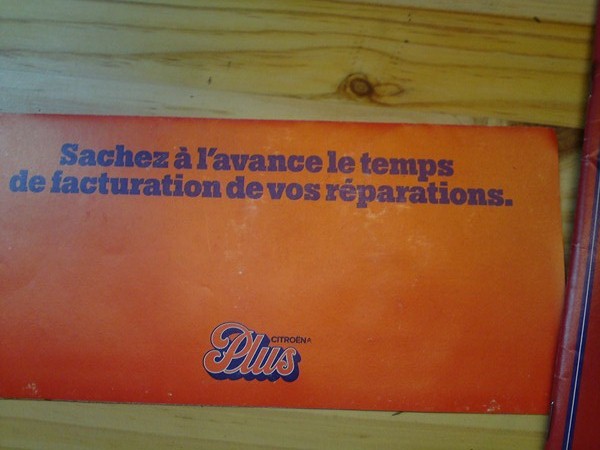 Sachez à l'avance le temps
de facturation de vos réparations.
CITROËN
Plus